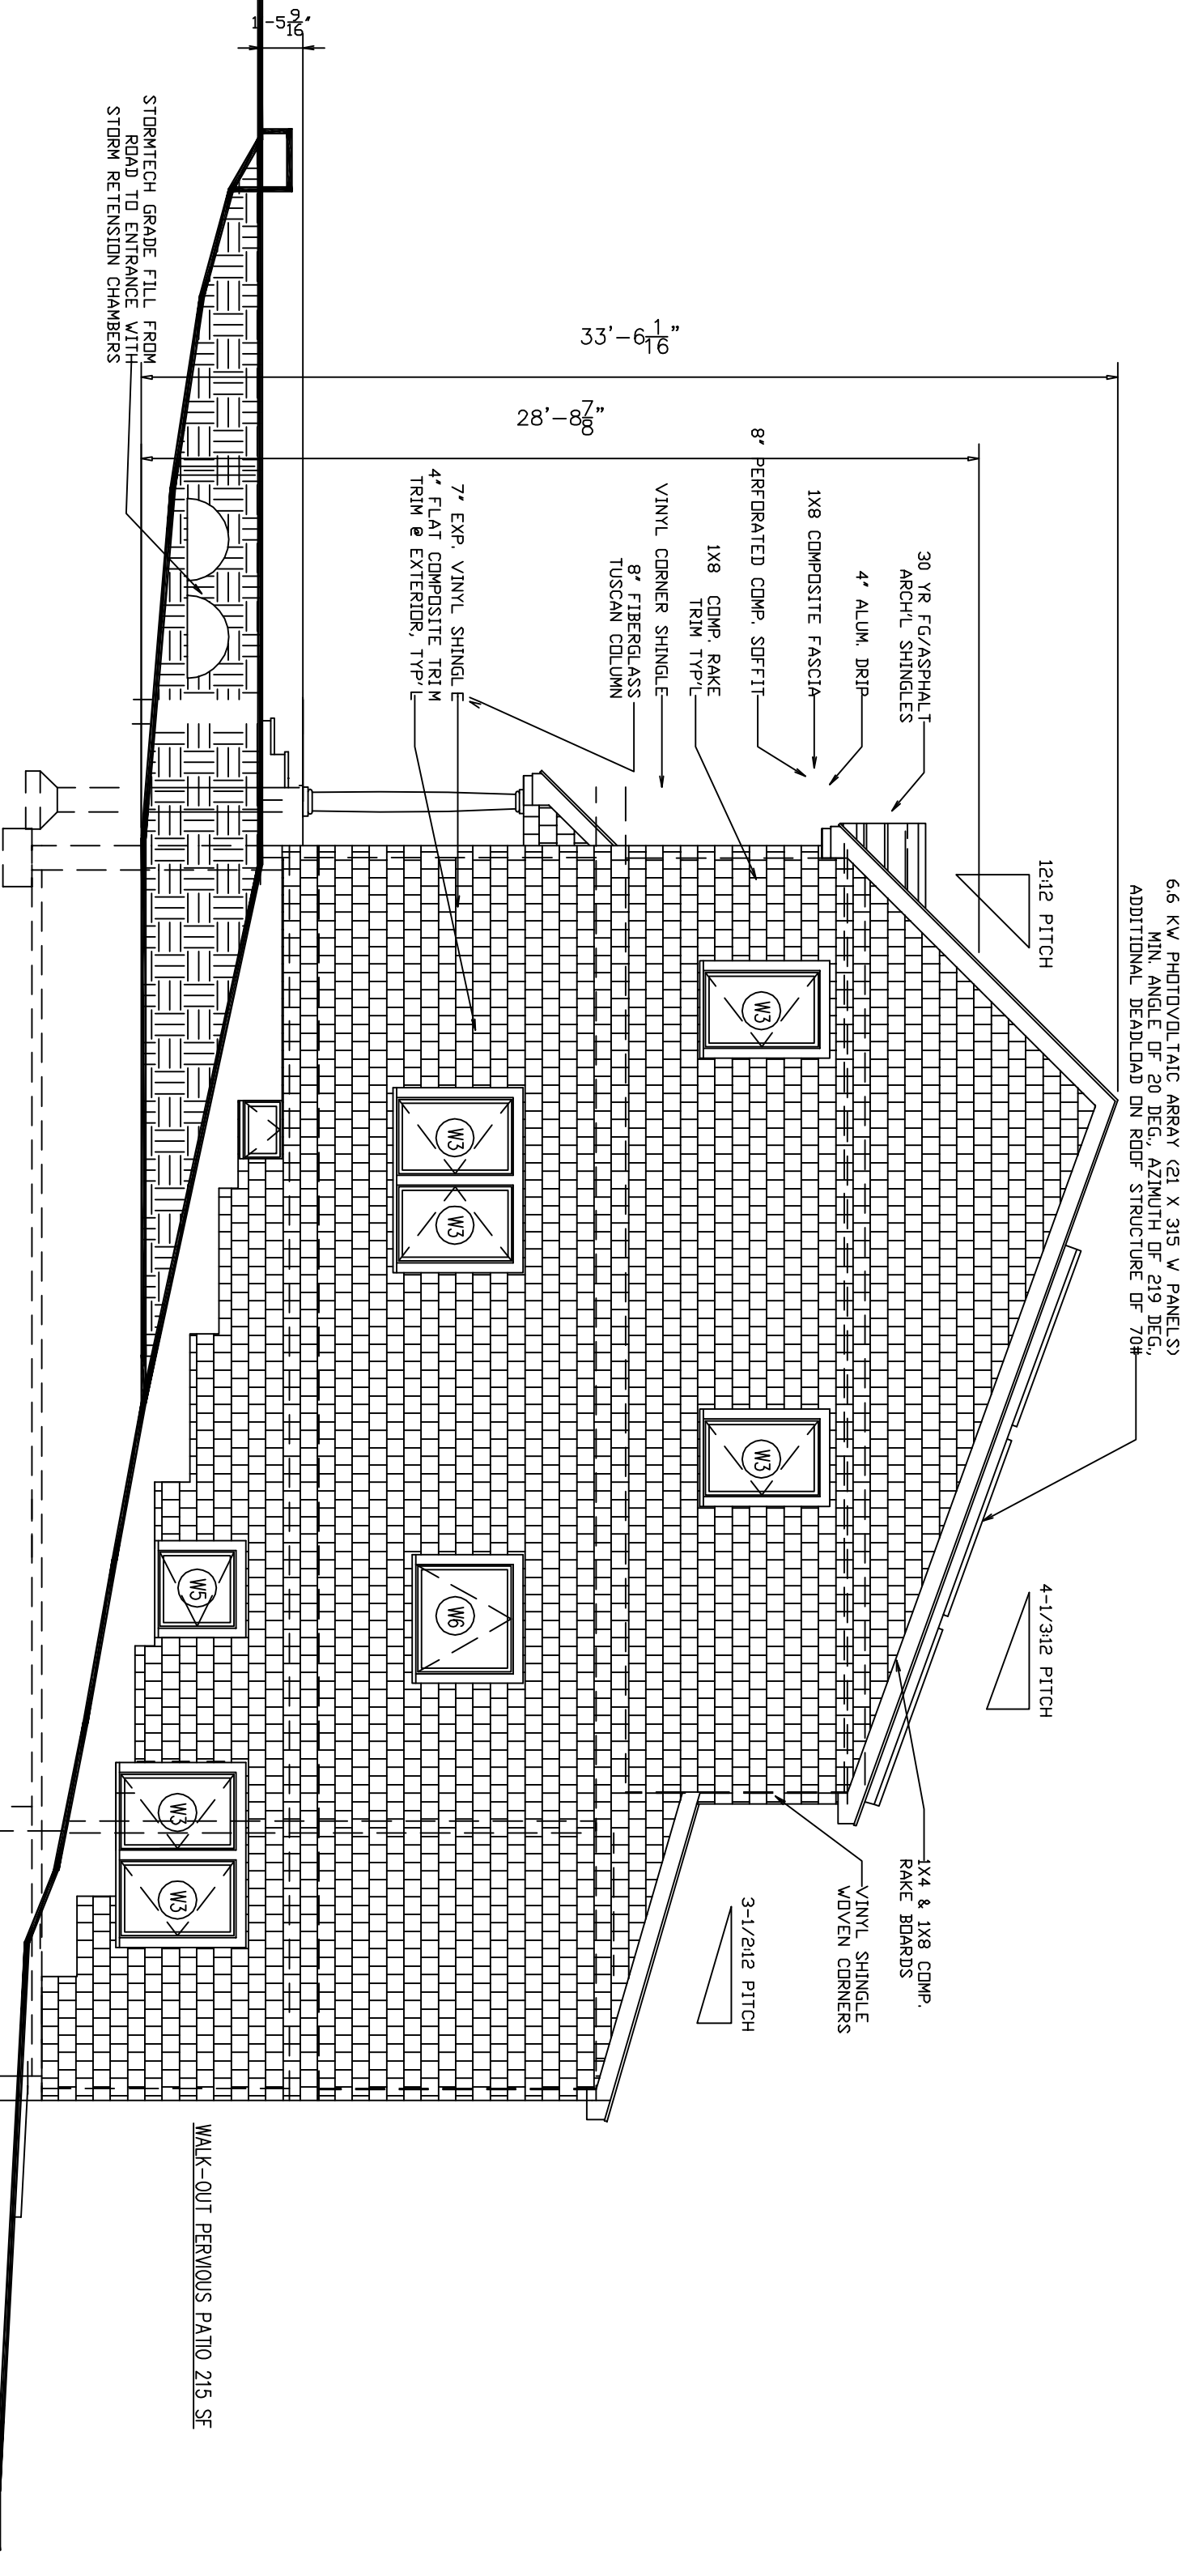 6.6 KW PHOTOVOLTAIC ARRAY (21 X 315 W PANELS)
MIN. ANGLE OF 20 DEG., AZIMUTH OF 219 DEG.,
ADDITIONAL DEADLOAD ON ROOF STRUCTURE OF 70#
12:12 PITCH
4-1/3:12 PITCH
30 YR FG/ASPHALT
ARCH'L SHINGLES
4" ALUM. DRIP
1X8 COMPOSITE FASCIA
8" PERFORATED COMP. SOFFIT
1X8 COMP. RAKE
TRIM TYP'L
VINYL CORNER SHINGLE
8" FIBERGLASS
TUSCAN COLUMN
7" EXP. VINYL SHINGLE
4" FLAT COMPOSITE TRIM
TRIM @ EXTERIOR, TYP'L
1X4 & 1X8 COMP.
RAKE BOARDS
VINYL SHINGLE
WOVEN CORNERS
3-1/2:12 PITCH
33'-6 1/16"
28'-8 7/8"
1'-5 9/16"
W3
W3
W3
W3
W6
W5
W3
W3
STORMTECH GRADE FILL FROM
ROAD TO ENTRANCE WITH
STORM RETENSION CHAMBERS
WALK-OUT PERVIOUS PATIO 215 SF